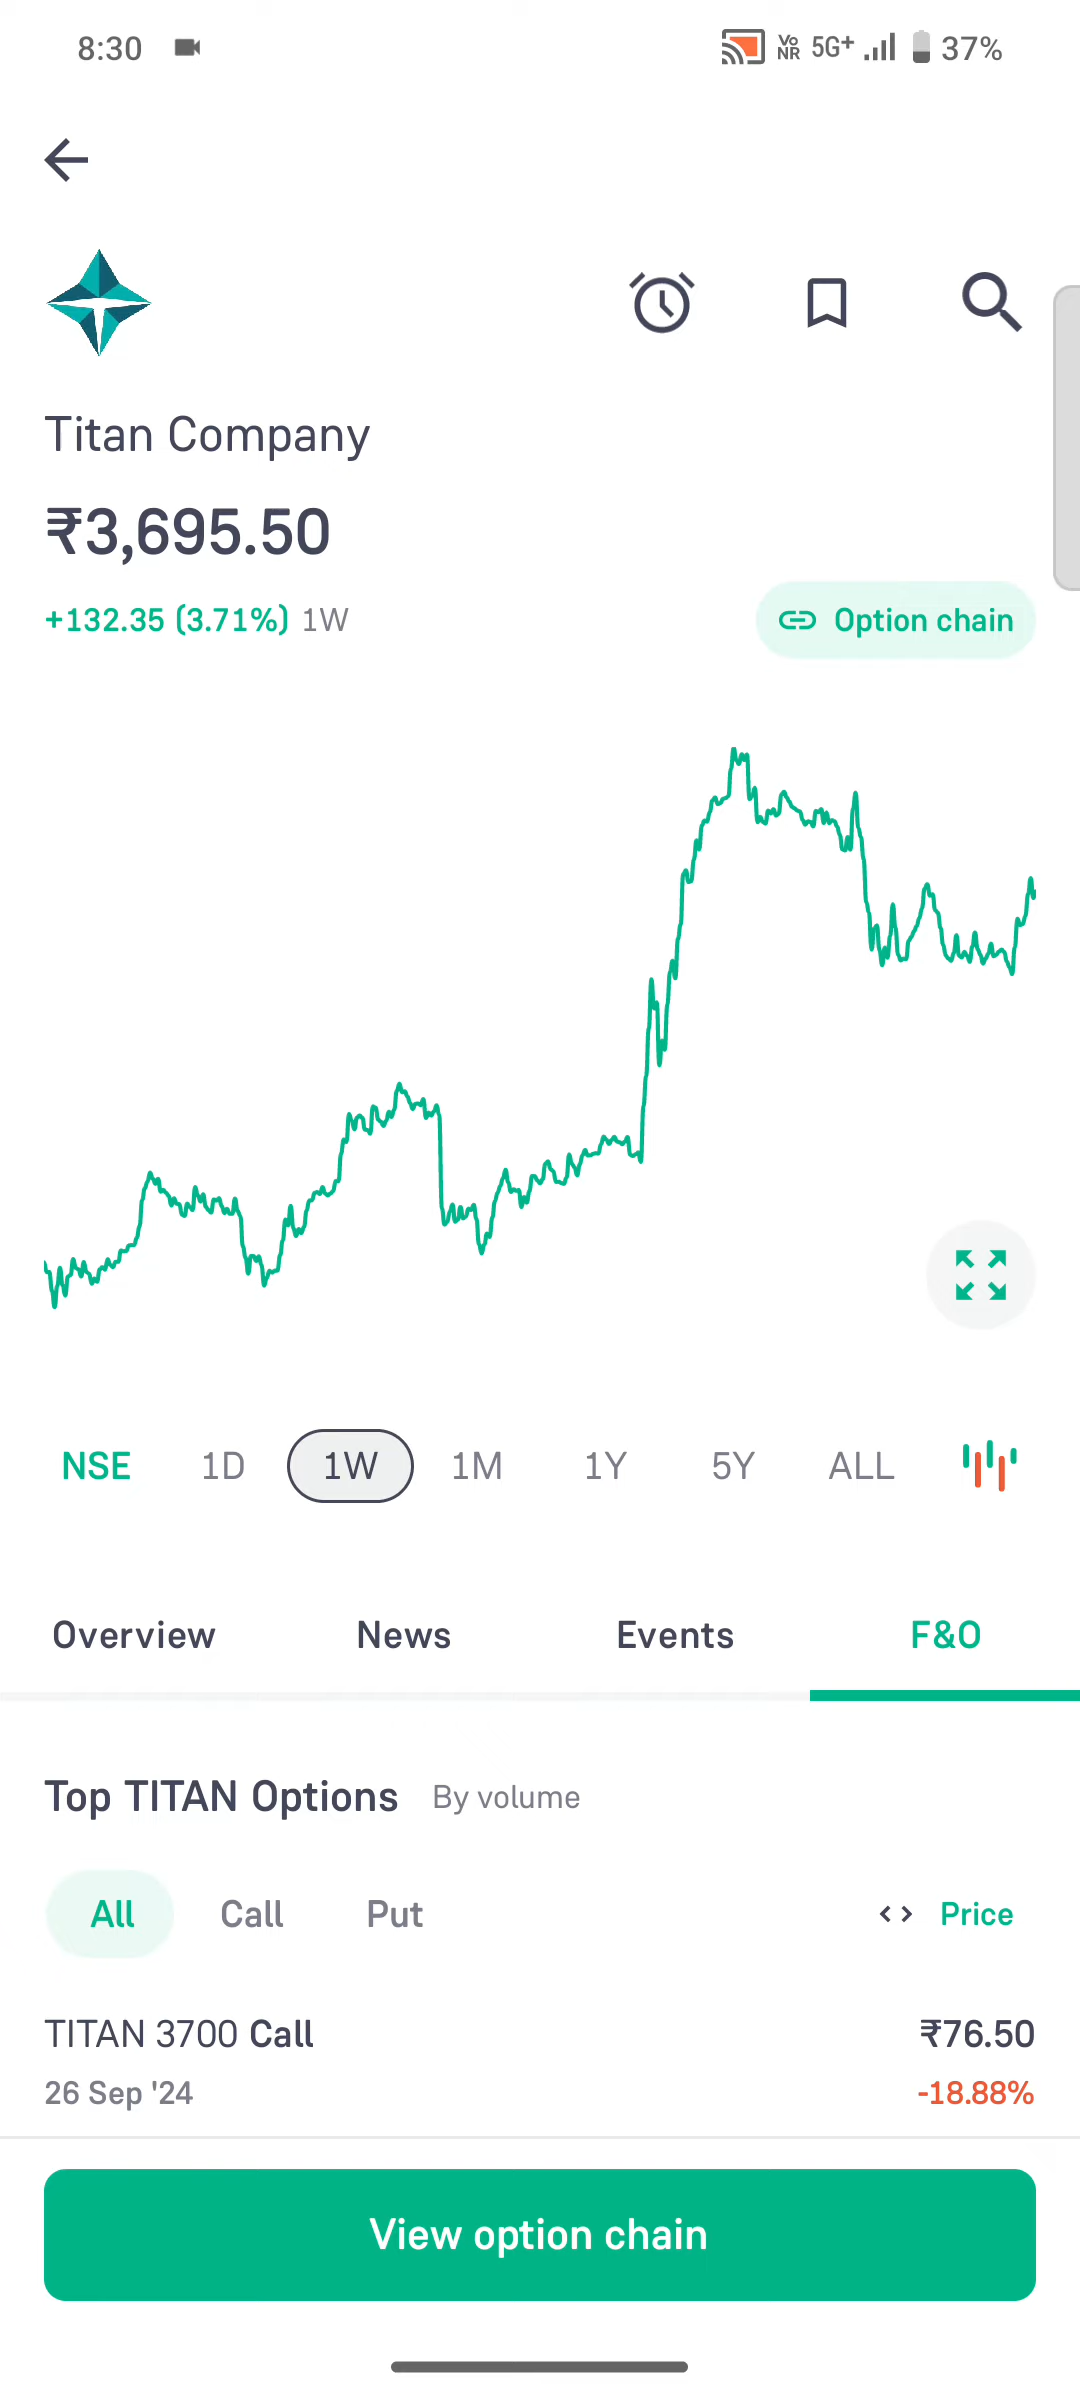 8:30
Vo NR 5G+ 37%
Titan Company
₹3,695.50
+132.35 (3.71%) 1W
Option chain
NSE 1D 1W 1M 1Y 5Y ALL
Overview News Events F&O
Top TITAN Options By volume
All Call Put <> Price
TITAN 3700 Call ₹76.50
26 Sep '24 -18.88%
View option chain